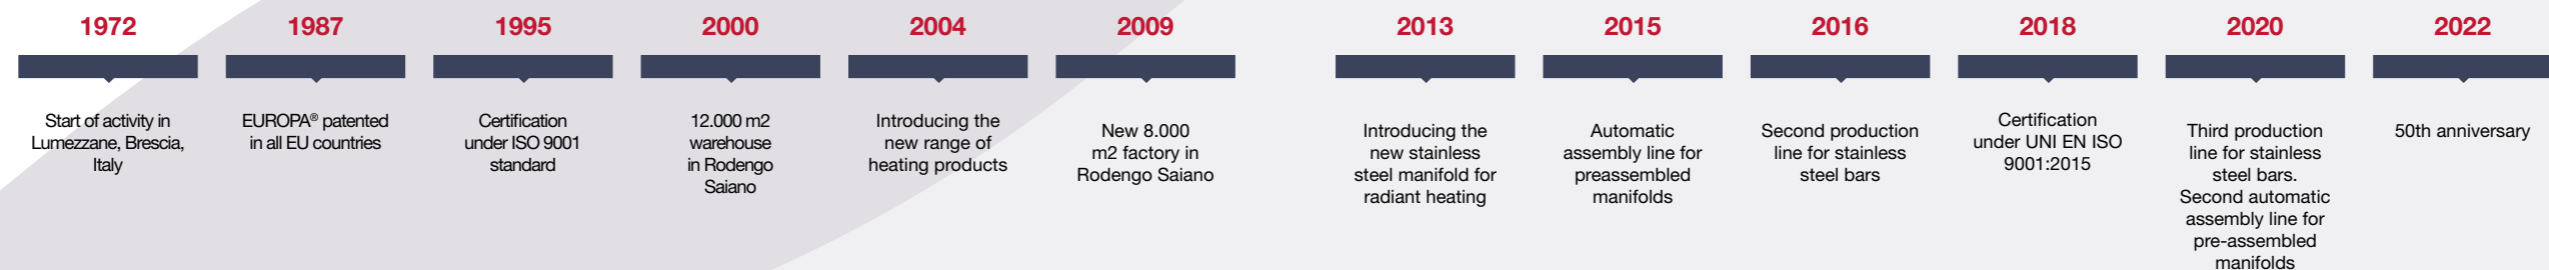 1972
Start of activity in
Lumezzane, Brescia,
Italy
1987
EUROPA® patented
in all EU countries
1995
Certification
under ISO 9001
standard
2000
12.000 m2
warehouse
in Rodengo
Saiano
2004
Introducing the
new range of
heating products
2009
New 8.000
m2 factory in
Rodengo Saiano
2013
Introducing the
new stainless
steel manifold for
radiant heating
2015
Automatic
assembly line for
preassembled
manifolds
2016
Second production
line for stainless
steel bars
2018
Certification
under UNI EN ISO
9001:2015
2020
Third production
line for stainless
steel bars.
Second automatic
assembly line for
pre-assembled
manifolds
2022
50th anniversary